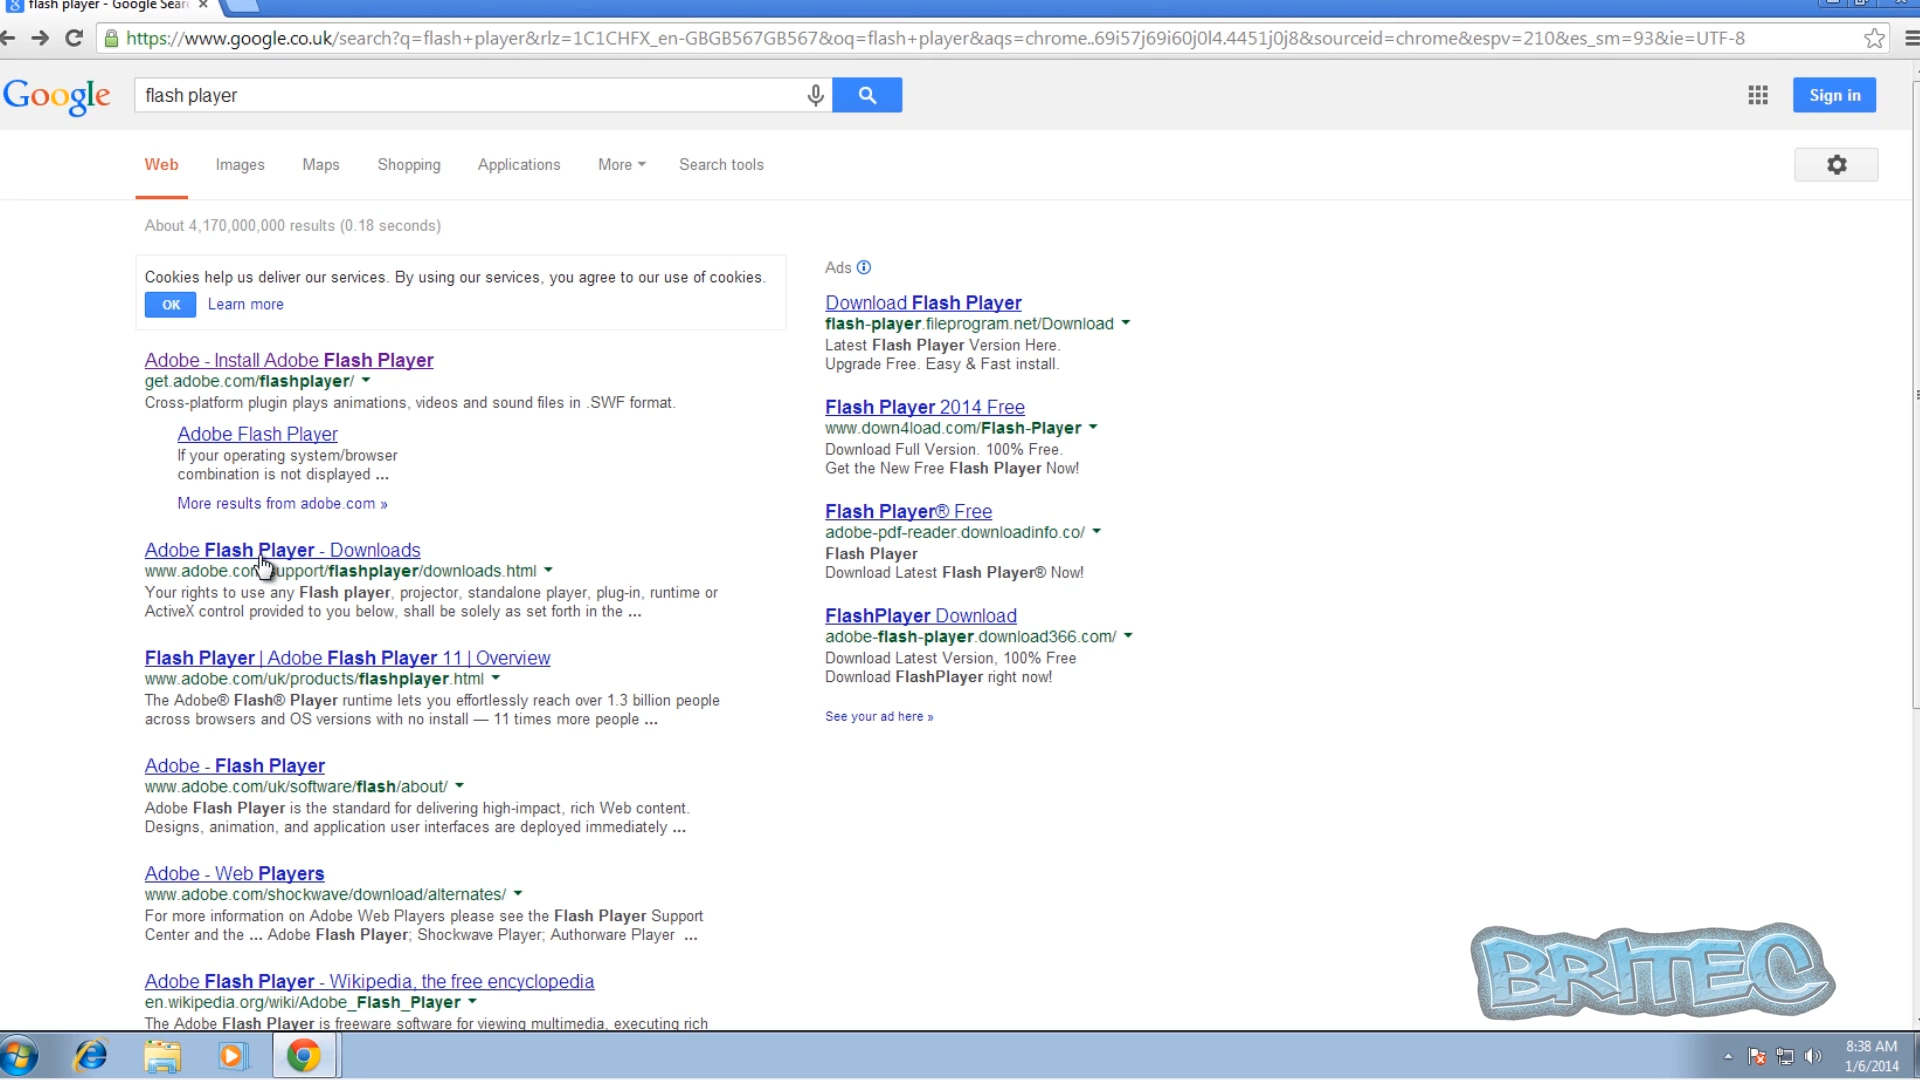 flash player - Google Sear
https://www.google.co.uk/search?q=flash+player&rlz=1C1CHFX_en-GBGB567GB567&oq=flash+player&aqs=chrome..69i57j69i60j0l4.4451j0j8&sourceid=chrome&espv=210&es_sm=93&ie=UTF-8
Google
flash player
Sign in
Web Images Maps Shopping Applications More Search tools
About 4,170,000,000 results (0.18 seconds)
Cookies help us deliver our services. By using our services, you agree to our use of cookies.
OK Learn more
Adobe - Install Adobe Flash Player
get.adobe.com/flashplayer/
Cross-platform plugin plays animations, videos and sound files in .SWF format.
Adobe Flash Player
If your operating system/browser
combination is not displayed ...
More results from adobe.com »
Adobe Flash Player - Downloads
www.adobe.com/support/flashplayer/downloads.html
Your rights to use any Flash player, projector, standalone player, plug-in, runtime or
ActiveX control provided to you below, shall be solely as set forth in the ...
Flash Player | Adobe Flash Player 11 | Overview
www.adobe.com/uk/products/flashplayer.html
The Adobe® Flash® Player runtime lets you effortlessly reach over 1.3 billion people
across browsers and OS versions with no install — 11 times more people ...
Adobe - Flash Player
www.adobe.com/uk/software/flash/about/
Adobe Flash Player is the standard for delivering high-impact, rich Web content.
Designs, animation, and application user interfaces are deployed immediately ...
Adobe - Web Players
www.adobe.com/shockwave/download/alternates/
For more information on Adobe Web Players please see the Flash Player Support
Center and the ... Adobe Flash Player; Shockwave Player; Authorware Player ...
Adobe Flash Player - Wikipedia, the free encyclopedia
en.wikipedia.org/wiki/Adobe_Flash_Player
The Adobe Flash Player is freeware software for viewing multimedia, executing rich
Ads
Download Flash Player
flash-player.fileprogram.net/Download
Latest Flash Player Version Here.
Upgrade Free. Easy & Fast install.
Flash Player 2014 Free
www.down4load.com/Flash-Player
Download Full Version. 100% Free.
Get the New Free Flash Player Now!
Flash Player® Free
adobe-pdf-reader.downloadinfo.co/
Flash Player
Download Latest Flash Player® Now!
FlashPlayer Download
adobe-flash-player.download366.com/
Download Latest Version, 100% Free
Download FlashPlayer right now!
See your ad here »
BRITEC
8:38 AM
1/6/2014